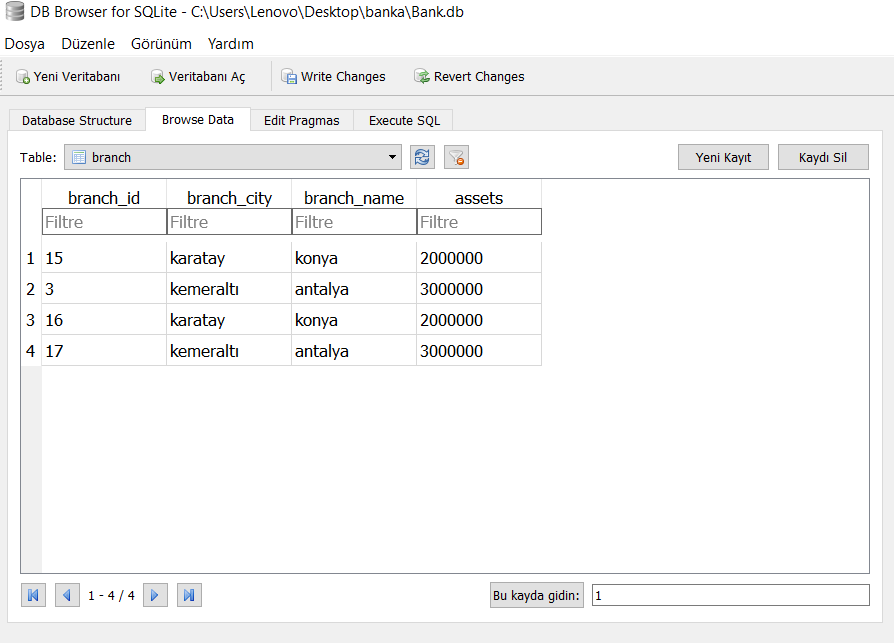 DB Browser for SQLite - C:\Users\Lenovo\Desktop\banka\Bank.db
Dosya Düzenle Görünüm Yardım
Yeni Veritabanı Veritabanı Aç Write Changes Revert Changes
Database Structure Browse Data Edit Pragmas Execute SQL
Table: branch Yeni Kayıt Kaydı Sil
branch_id branch_city branch_name assets
Filtre Filtre Filtre Filtre
1 15 karatay konya 2000000
2 3 kemeraltı antalya 3000000
3 16 karatay konya 2000000
4 17 kemeraltı antalya 3000000
1 - 4 / 4 Bu kayda gidin: 1